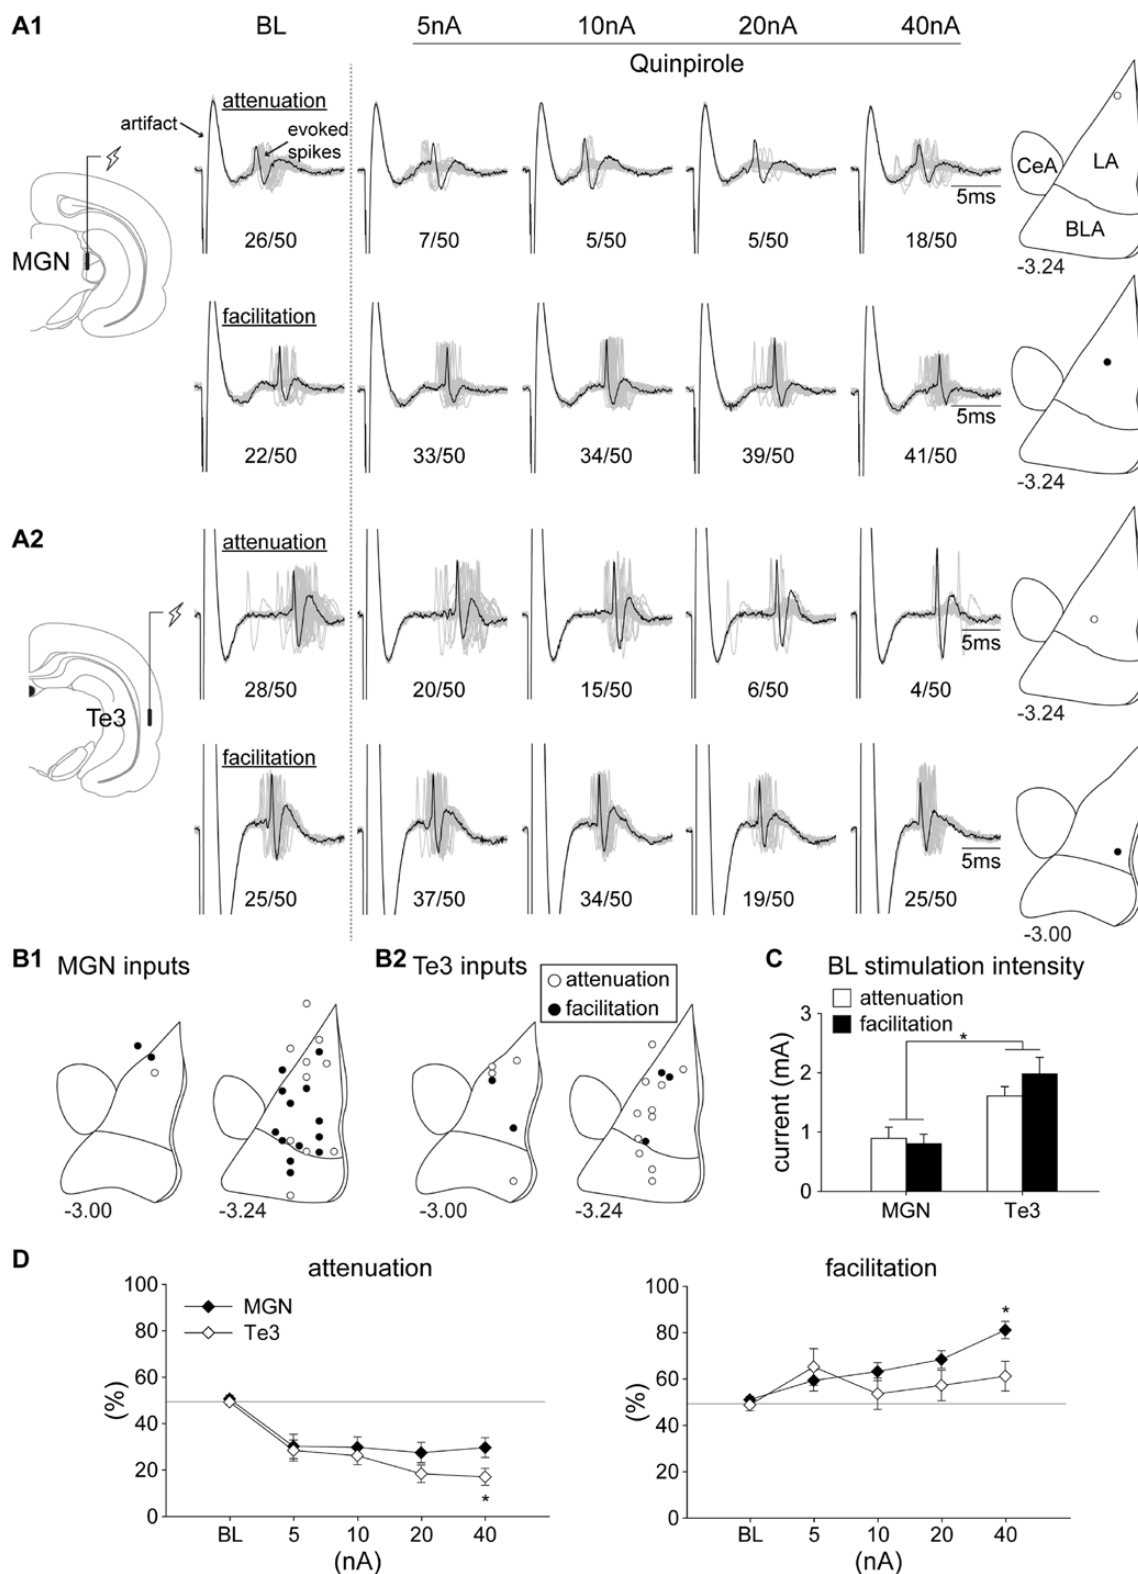 A1 BL 5nA 10nA 20nA 40nA
Quinpirole
attenuation
artifact
evoked
spikes
CeA
LA
BLA
5ms
MGN
26/50 7/50 5/50 5/50 18/50
-3.24
facilitation
5ms
22/50 33/50 34/50 39/50 41/50
-3.24
A2
attenuation
5ms
Te3
28/50 20/50 15/50 6/50 4/50
-3.24
facilitation
5ms
25/50 37/50 34/50 19/50 25/50
-3.00
B1 MGN inputs
-3.00 -3.24
B2 Te3 inputs
attenuation
facilitation
-3.00 -3.24
C BL stimulation intensity
attenuation
facilitation
current (mA)
3
2
1
0
*
MGN Te3
D
attenuation
MGN
Te3
(%)
100
80
60
40
20
0
*
BL 5 10 20 40
(nA)
facilitation
(%)
100
80
60
40
20
0
*
BL 5 10 20 40
(nA)